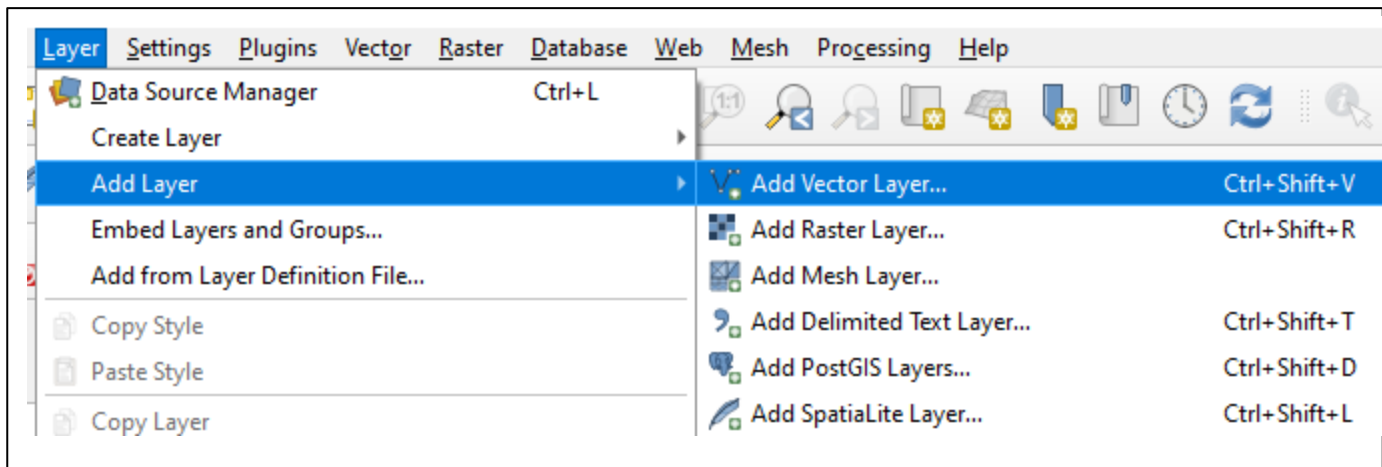 Layer Settings Plugins Vector Raster Database Web Mesh Processing Help
Data Source Manager Ctrl+L
1:1
Create Layer
Add Layer
Add Vector Layer... Ctrl+Shift+V
Embed Layers and Groups...
Add Raster Layer... Ctrl+Shift+R
Add from Layer Definition File...
Add Mesh Layer...
Copy Style
Add Delimited Text Layer... Ctrl+Shift+T
Paste Style
Add PostGIS Layers... Ctrl+Shift+D
Copy Layer
Add SpatiaLite Layer... Ctrl+Shift+L